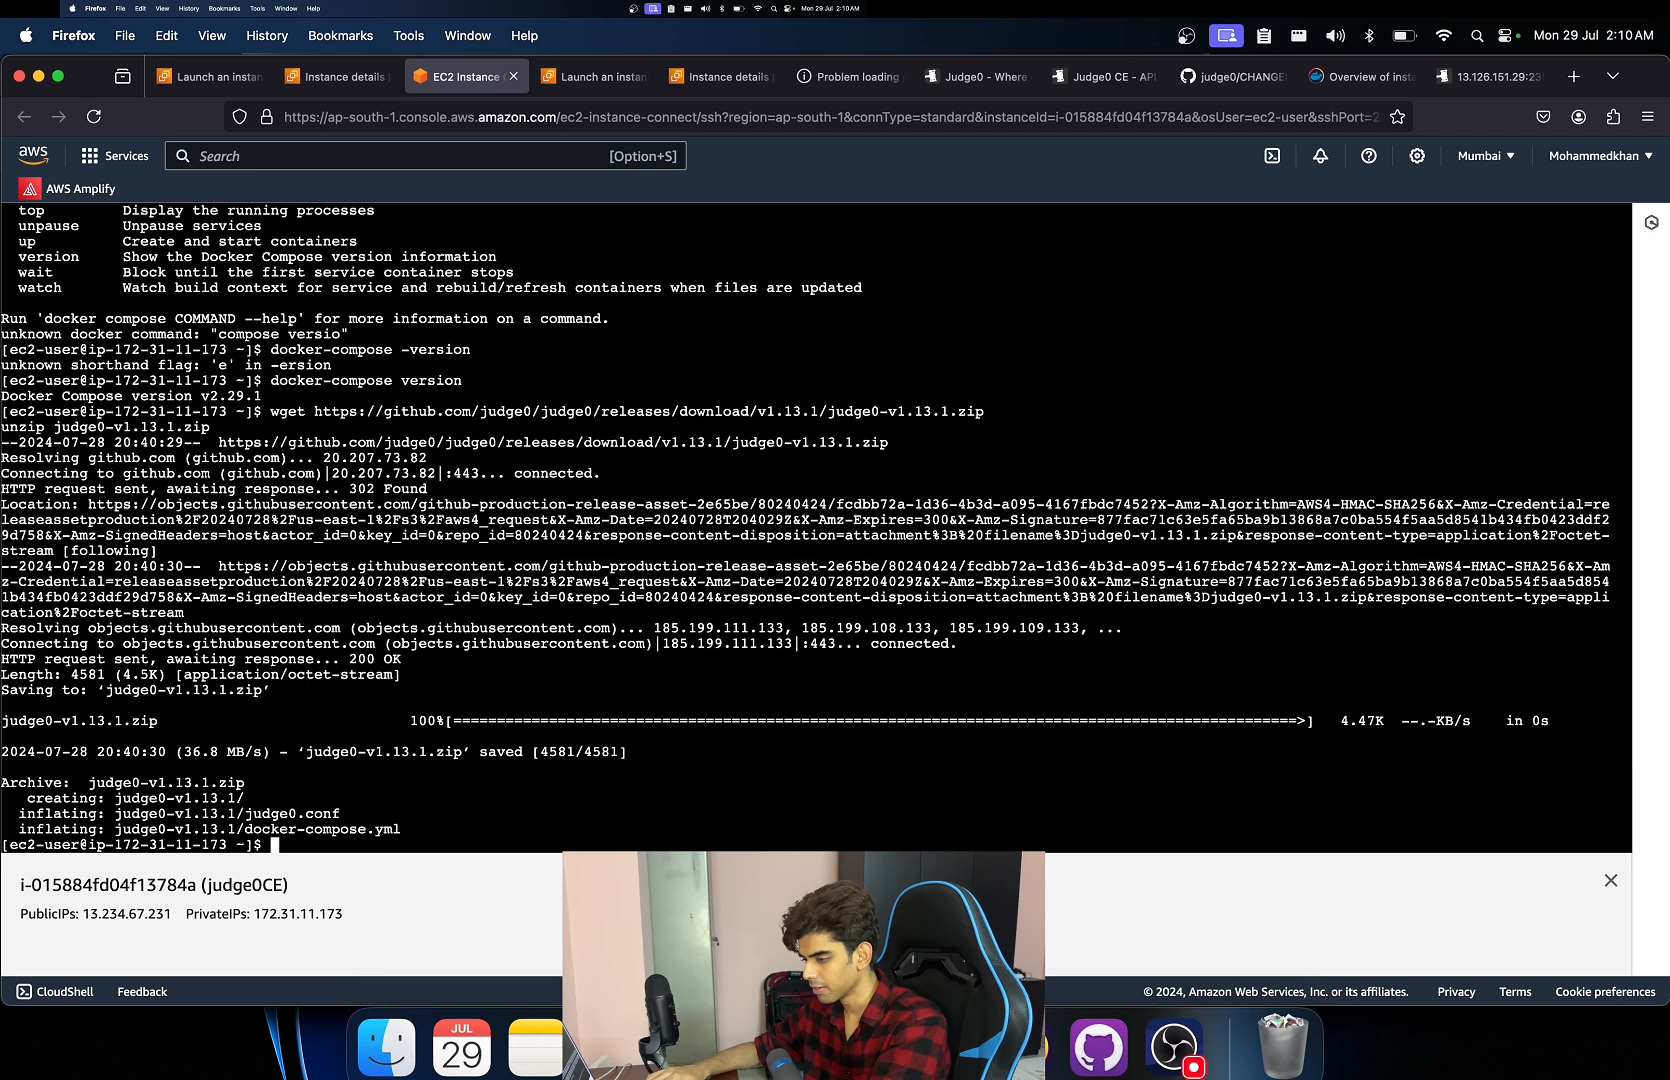 Firefox File Edit View History Bookmarks Tools Window Help Mon 29 Jul 2:10 AM
Firefox File Edit View History Bookmarks Tools Window Help Mon 29 Jul 2:10 AM
Launch an instan Instance details | EC2 Instance Launch an instan Instance details | Problem loading Judge0 - Where Judge0 CE - API judge0/CHANGE Overview of insta 13.126.151.29:23
https://ap-south-1.console.aws.amazon.com/ec2-instance-connect/ssh?region=ap-south-1&connType=standard&instanceId=i-015884fd04f13784a&osUser=ec2-user&sshPort=2
aws Services Search [Option+S] Mumbai Mohammedkhan
AWS Amplify
top Display the running processes
unpause Unpause services
up Create and start containers
version Show the Docker Compose version information
wait Block until the first service container stops
watch Watch build context for service and rebuild/refresh containers when files are updated
Run 'docker compose COMMAND --help' for more information on a command.
unknown docker command: "compose versio"
[ec2-user@ip-172-31-11-173 ~]$ docker-compose -version
unknown shorthand flag: 'e' in -ersion
[ec2-user@ip-172-31-11-173 ~]$ docker-compose version
Docker Compose version v2.29.1
[ec2-user@ip-172-31-11-173 ~]$ wget https://github.com/judge0/judge0/releases/download/v1.13.1/judge0-v1.13.1.zip
unzip judge0-v1.13.1.zip
--2024-07-28 20:40:29-- https://github.com/judge0/judge0/releases/download/v1.13.1/judge0-v1.13.1.zip
Resolving github.com (github.com)... 20.207.73.82
Connecting to github.com (github.com)|20.207.73.82|:443... connected.
HTTP request sent, awaiting response... 302 Found
Location: https://objects.githubusercontent.com/github-production-release-asset-2e65be/80240424/fcdbb72a-1d36-4b3d-a095-4167fbdc7452?X-Amz-Algorithm=AWS4-HMAC-SHA256&X-Amz-Credential=re
leaseassetproduction%2F20240728%2Fus-east-1%2Fs3%2Faws4_request&X-Amz-Date=20240728T204029Z&X-Amz-Expires=300&X-Amz-Signature=877fac71c63e5fa65ba9b13868a7c0ba554f5aa5d8541b434fb0423ddf2
9d758&X-Amz-SignedHeaders=host&actor_id=0&key_id=0&repo_id=80240424&response-content-disposition=attachment%3B%20filename%3Djudge0-v1.13.1.zip&response-content-type=application%2Foctet-
stream [following]
--2024-07-28 20:40:30-- https://objects.githubusercontent.com/github-production-release-asset-2e65be/80240424/fcdbb72a-1d36-4b3d-a095-4167fbdc7452?X-Amz-Algorithm=AWS4-HMAC-SHA256&X-Am
z-Credential=releaseassetproduction%2F20240728%2Fus-east-1%2Fs3%2Faws4_request&X-Amz-Date=20240728T204029Z&X-Amz-Expires=300&X-Amz-Signature=877fac71c63e5fa65ba9b13868a7c0ba554f5aa5d854
1b434fb0423ddf29d758&X-Amz-SignedHeaders=host&actor_id=0&key_id=0&repo_id=80240424&response-content-disposition=attachment%3B%20filename%3Djudge0-v1.13.1.zip&response-content-type=appli
cation%2Foctet-stream
Resolving objects.githubusercontent.com (objects.githubusercontent.com)... 185.199.111.133, 185.199.108.133, 185.199.109.133, ...
Connecting to objects.githubusercontent.com (objects.githubusercontent.com)|185.199.111.133|:443... connected.
HTTP request sent, awaiting response... 200 OK
Length: 4581 (4.5K) [application/octet-stream]
Saving to: ‘judge0-v1.13.1.zip’
judge0-v1.13.1.zip 100%[=================================================================================================>] 4.47K --.-KB/s in 0s
2024-07-28 20:40:30 (36.8 MB/s) - ‘judge0-v1.13.1.zip’ saved [4581/4581]
Archive: judge0-v1.13.1.zip
creating: judge0-v1.13.1/
inflating: judge0-v1.13.1/judge0.conf
inflating: judge0-v1.13.1/docker-compose.yml
[ec2-user@ip-172-31-11-173 ~]$
i-015884fd04f13784a (judge0CE)
PublicIPs: 13.234.67.231 PrivateIPs: 172.31.11.173
CloudShell Feedback © 2024, Amazon Web Services, Inc. or its affiliates. Privacy Terms Cookie preferences
JUL
29